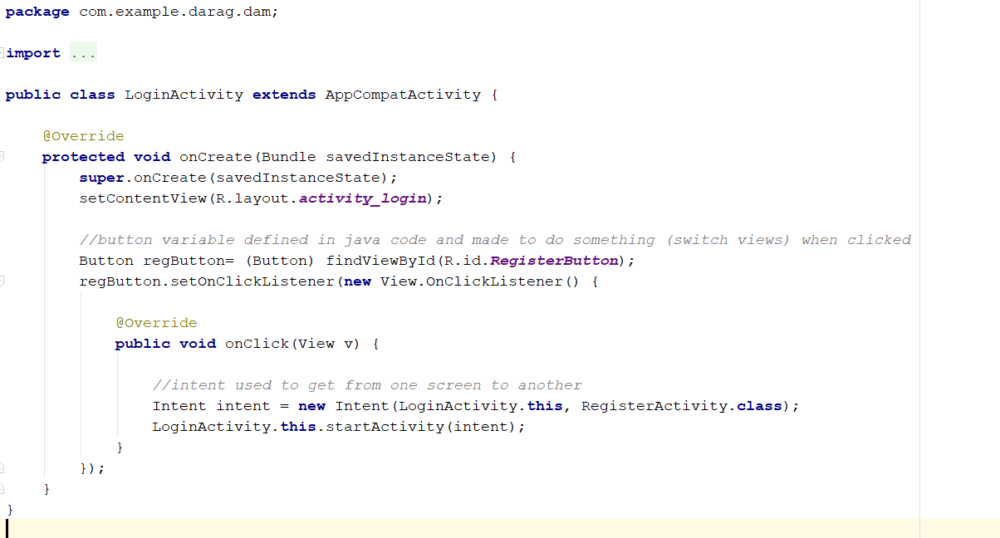 package com.example.darag.dam;
import ...
public class LoginActivity extends AppCompatActivity {
@Override
protected void onCreate(Bundle savedInstanceState) {
super.onCreate(savedInstanceState);
setContentView(R.layout.activity_login);
//button variable defined in java code and made to do something (switch views) when clicked
Button regButton= (Button) findViewById(R.id.RegisterButton);
regButton.setOnClickListener(new View.OnClickListener() {
@Override
public void onClick(View v) {
//intent used to get from one screen to another
Intent intent = new Intent(LoginActivity.this, RegisterActivity.class);
LoginActivity.this.startActivity(intent);
}
});
}
}